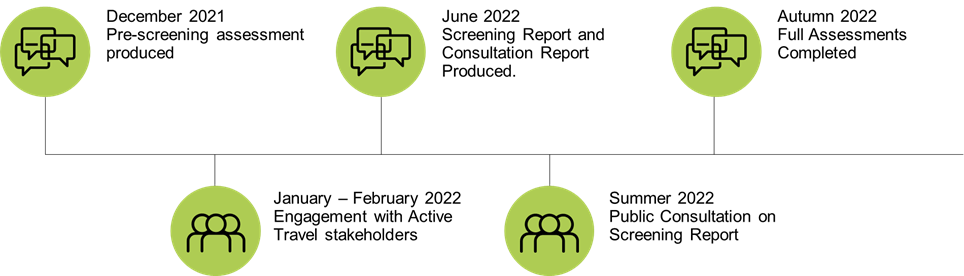 December 2021
Pre-screening assessment
produced
January – February 2022
Engagement with Active
Travel stakeholders
June 2022
Screening Report and
Consultation Report
Produced.
Summer 2022
Public Consultation on
Screening Report
Autumn 2022
Full Assessments
Completed